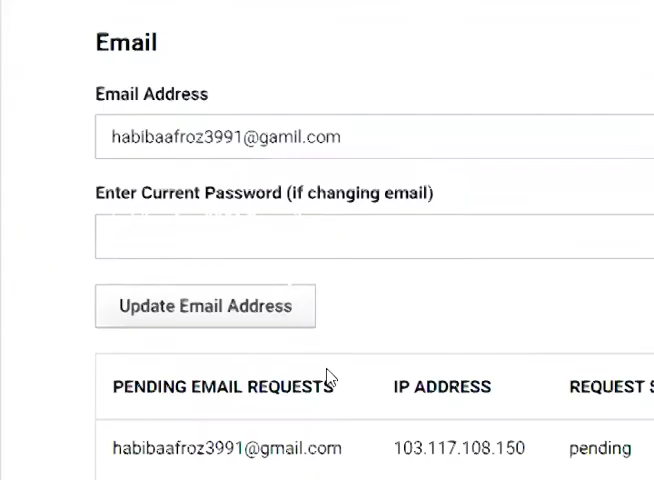 Email
Email Address
habibaafroz3991@gamil.com
Enter Current Password (if changing email)
Update Email Address
PENDING EMAIL REQUESTS IP ADDRESS REQUEST S
habibaafroz3991@gmail.com 103.117.108.150 pending